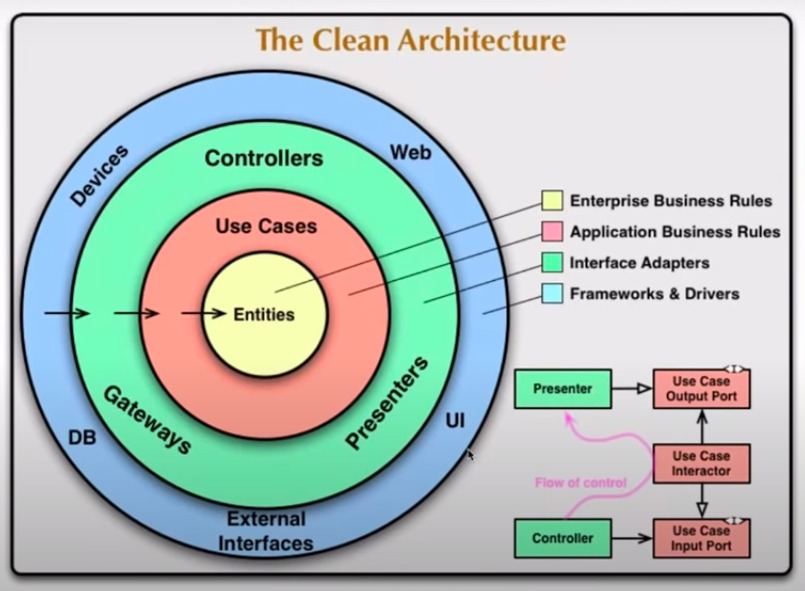 The Clean Architecture
Devices
Web
Controllers
Use Cases
Entities
Gateways
Presenters
DB
UI
External
Interfaces
Enterprise Business Rules
Application Business Rules
Interface Adapters
Frameworks & Drivers
Presenter
Use Case
Output Port
<I>
Flow of control
Use Case
Interactor
Controller
Use Case
Input Port
<I>